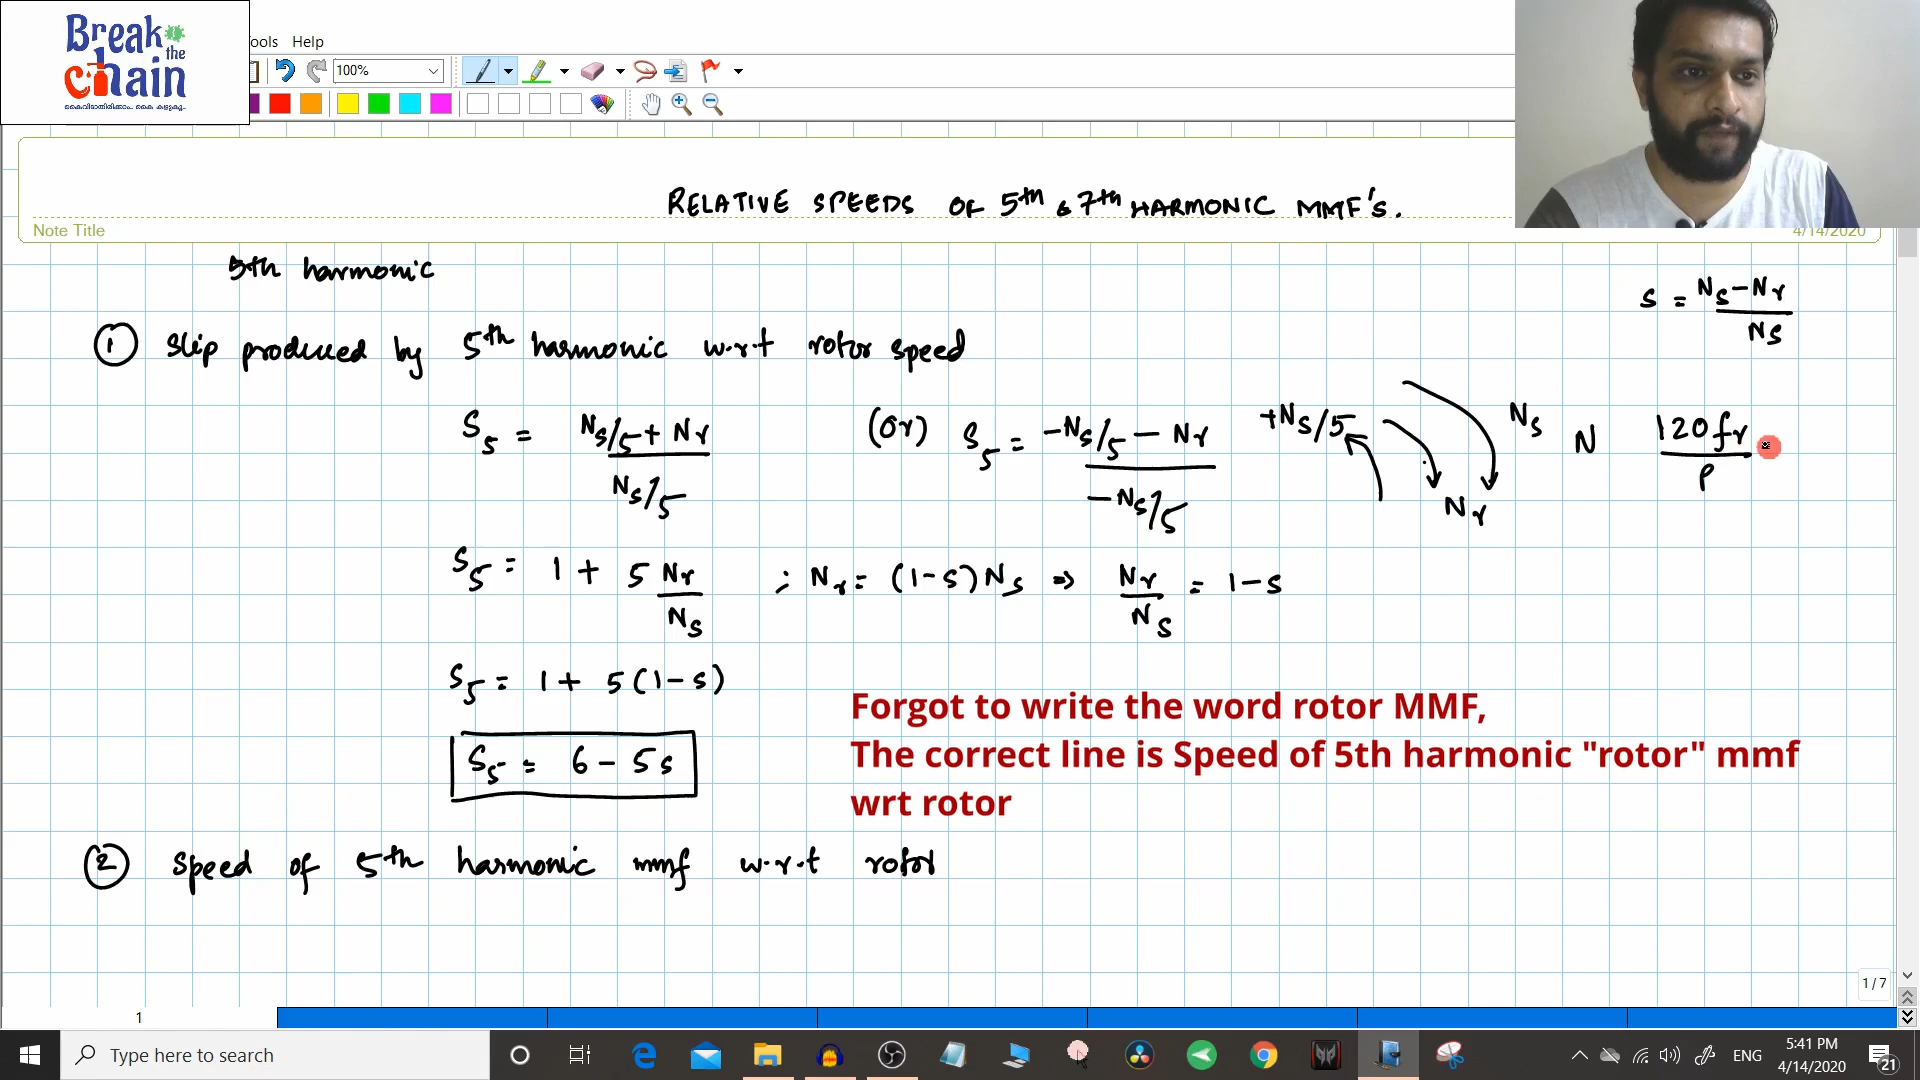 Break
the
chain
കൈവിടാതിരിക്കാം.. കൈ കഴുകൂ..
ools Help
100%
RELATIVE SPEEDS OF 5th & 7th HARMONIC MMF'S.
Note Title
4/14/2020
5th harmonic
① Slip produced by 5th harmonic w.r.t rotor speed
s = Ns - Nr / Ns
S5 = Ns/5 + Nr / Ns/5
(or) S5 = -Ns/5 - Nr / -Ns/5
+Ns/5
Nr
Ns
N
120fr / P
S5 = 1 + 5 Nr / Ns ; Nr = (1-s)Ns ⇒ Nr / Ns = 1-s
S5 = 1 + 5(1-s)
S5 = 6 - 5s
Forgot to write the word rotor MMF,
The correct line is Speed of 5th harmonic "rotor" mmf
wrt rotor
② Speed of 5th harmonic mmf w.r.t rotor
1 / 7
1
Type here to search
ENG
5:41 PM
4/14/2020
21